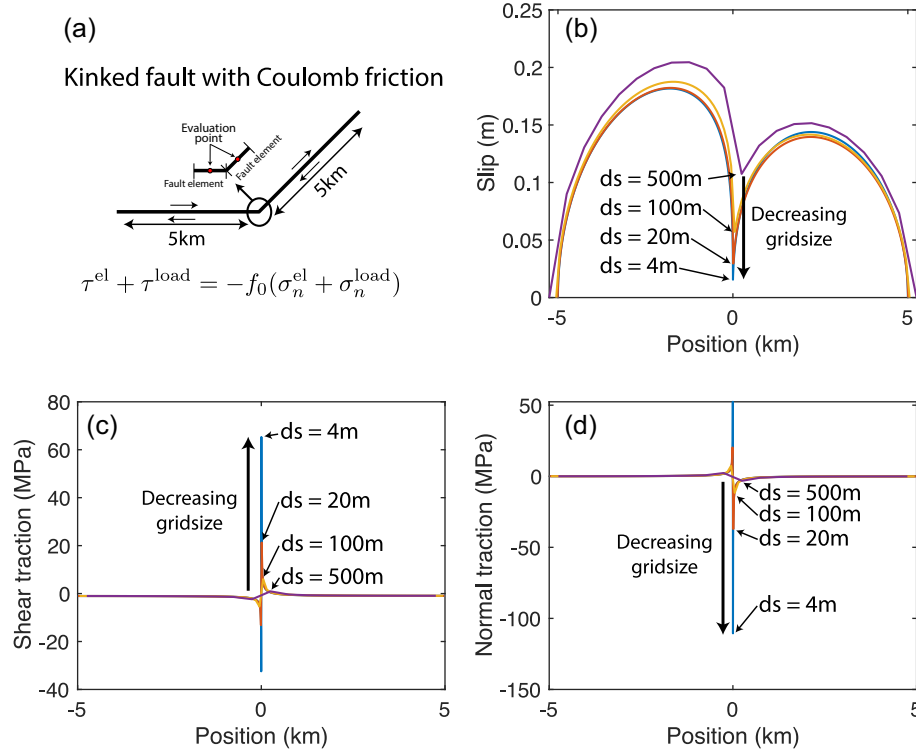 (a)
Kinked fault with Coulomb friction
Evaluation
point
Fault element
Fault element
5km
5km
τ^el + τ^load = −f₀(σₙ^el + σₙ^load)
(b)
0.25
0.2
0.15
0.1
0.05
0
Slip (m)
ds = 500m
ds = 100m
ds = 20m
ds = 4m
Decreasing
gridsize
-5
0
5
Position (km)
(c)
80
60
40
20
0
-20
-40
Shear traction (MPa)
ds = 4m
ds = 20m
ds = 100m
ds = 500m
Decreasing
gridsize
-5
0
5
Position (km)
(d)
50
0
-50
-100
-150
Normal traction (MPa)
ds = 500m
ds = 100m
ds = 20m
ds = 4m
Decreasing
gridsize
-5
0
5
Position (km)